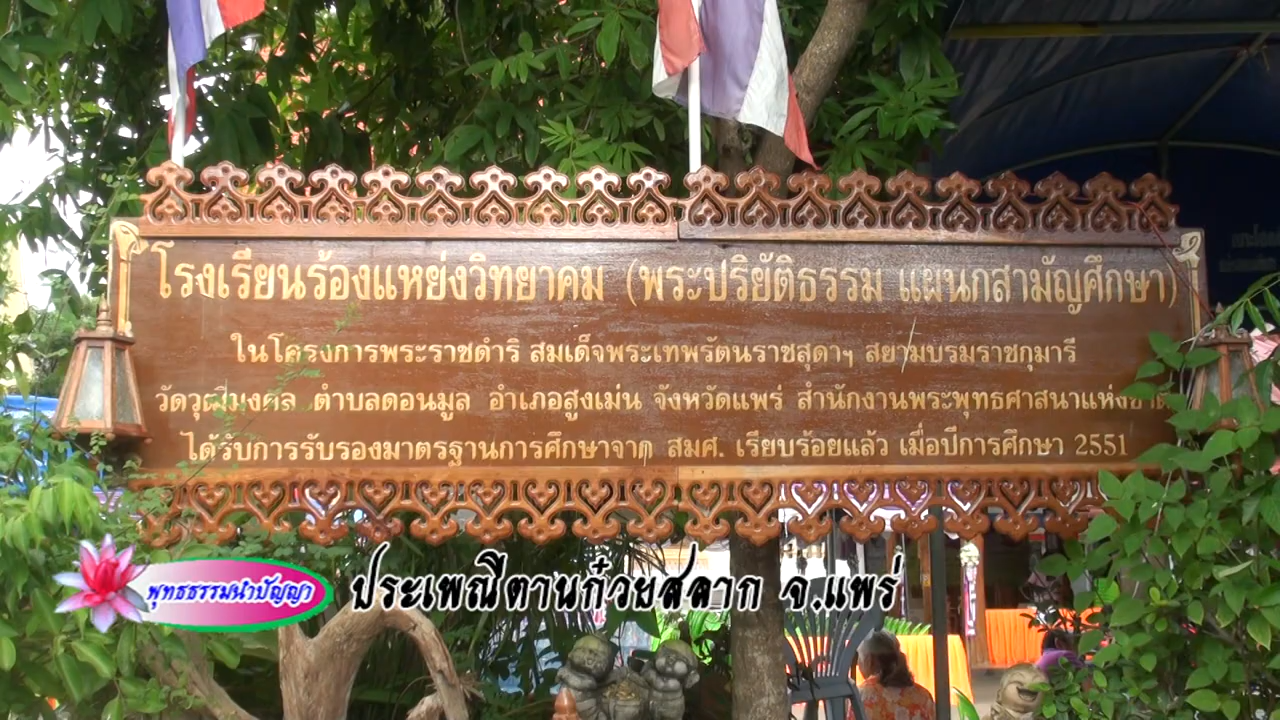 โรงเรียนร้องแหย่งวิทยาคม (พระปริยัติธรรม แผนกสามัญศึกษา)
ในโครงการพระราชดำริ สมเด็จพระเทพรัตนราชสุดาฯ สยามบรมราชกุมารี
วัดวุฒิมงคล ตำบลดอนมูล อำเภอสูงเม่น จังหวัดแพร่ สำนักงานพระพุทธศาสนาแห่งชาติ
ได้รับการรับรองมาตรฐานการศึกษาจาก สมศ. เรียบร้อยแล้ว เมื่อปีการศึกษา 2551
พุทธธรรมนำปัญญา
ประเพณีตานก๋วยสลาก จ.แพร่